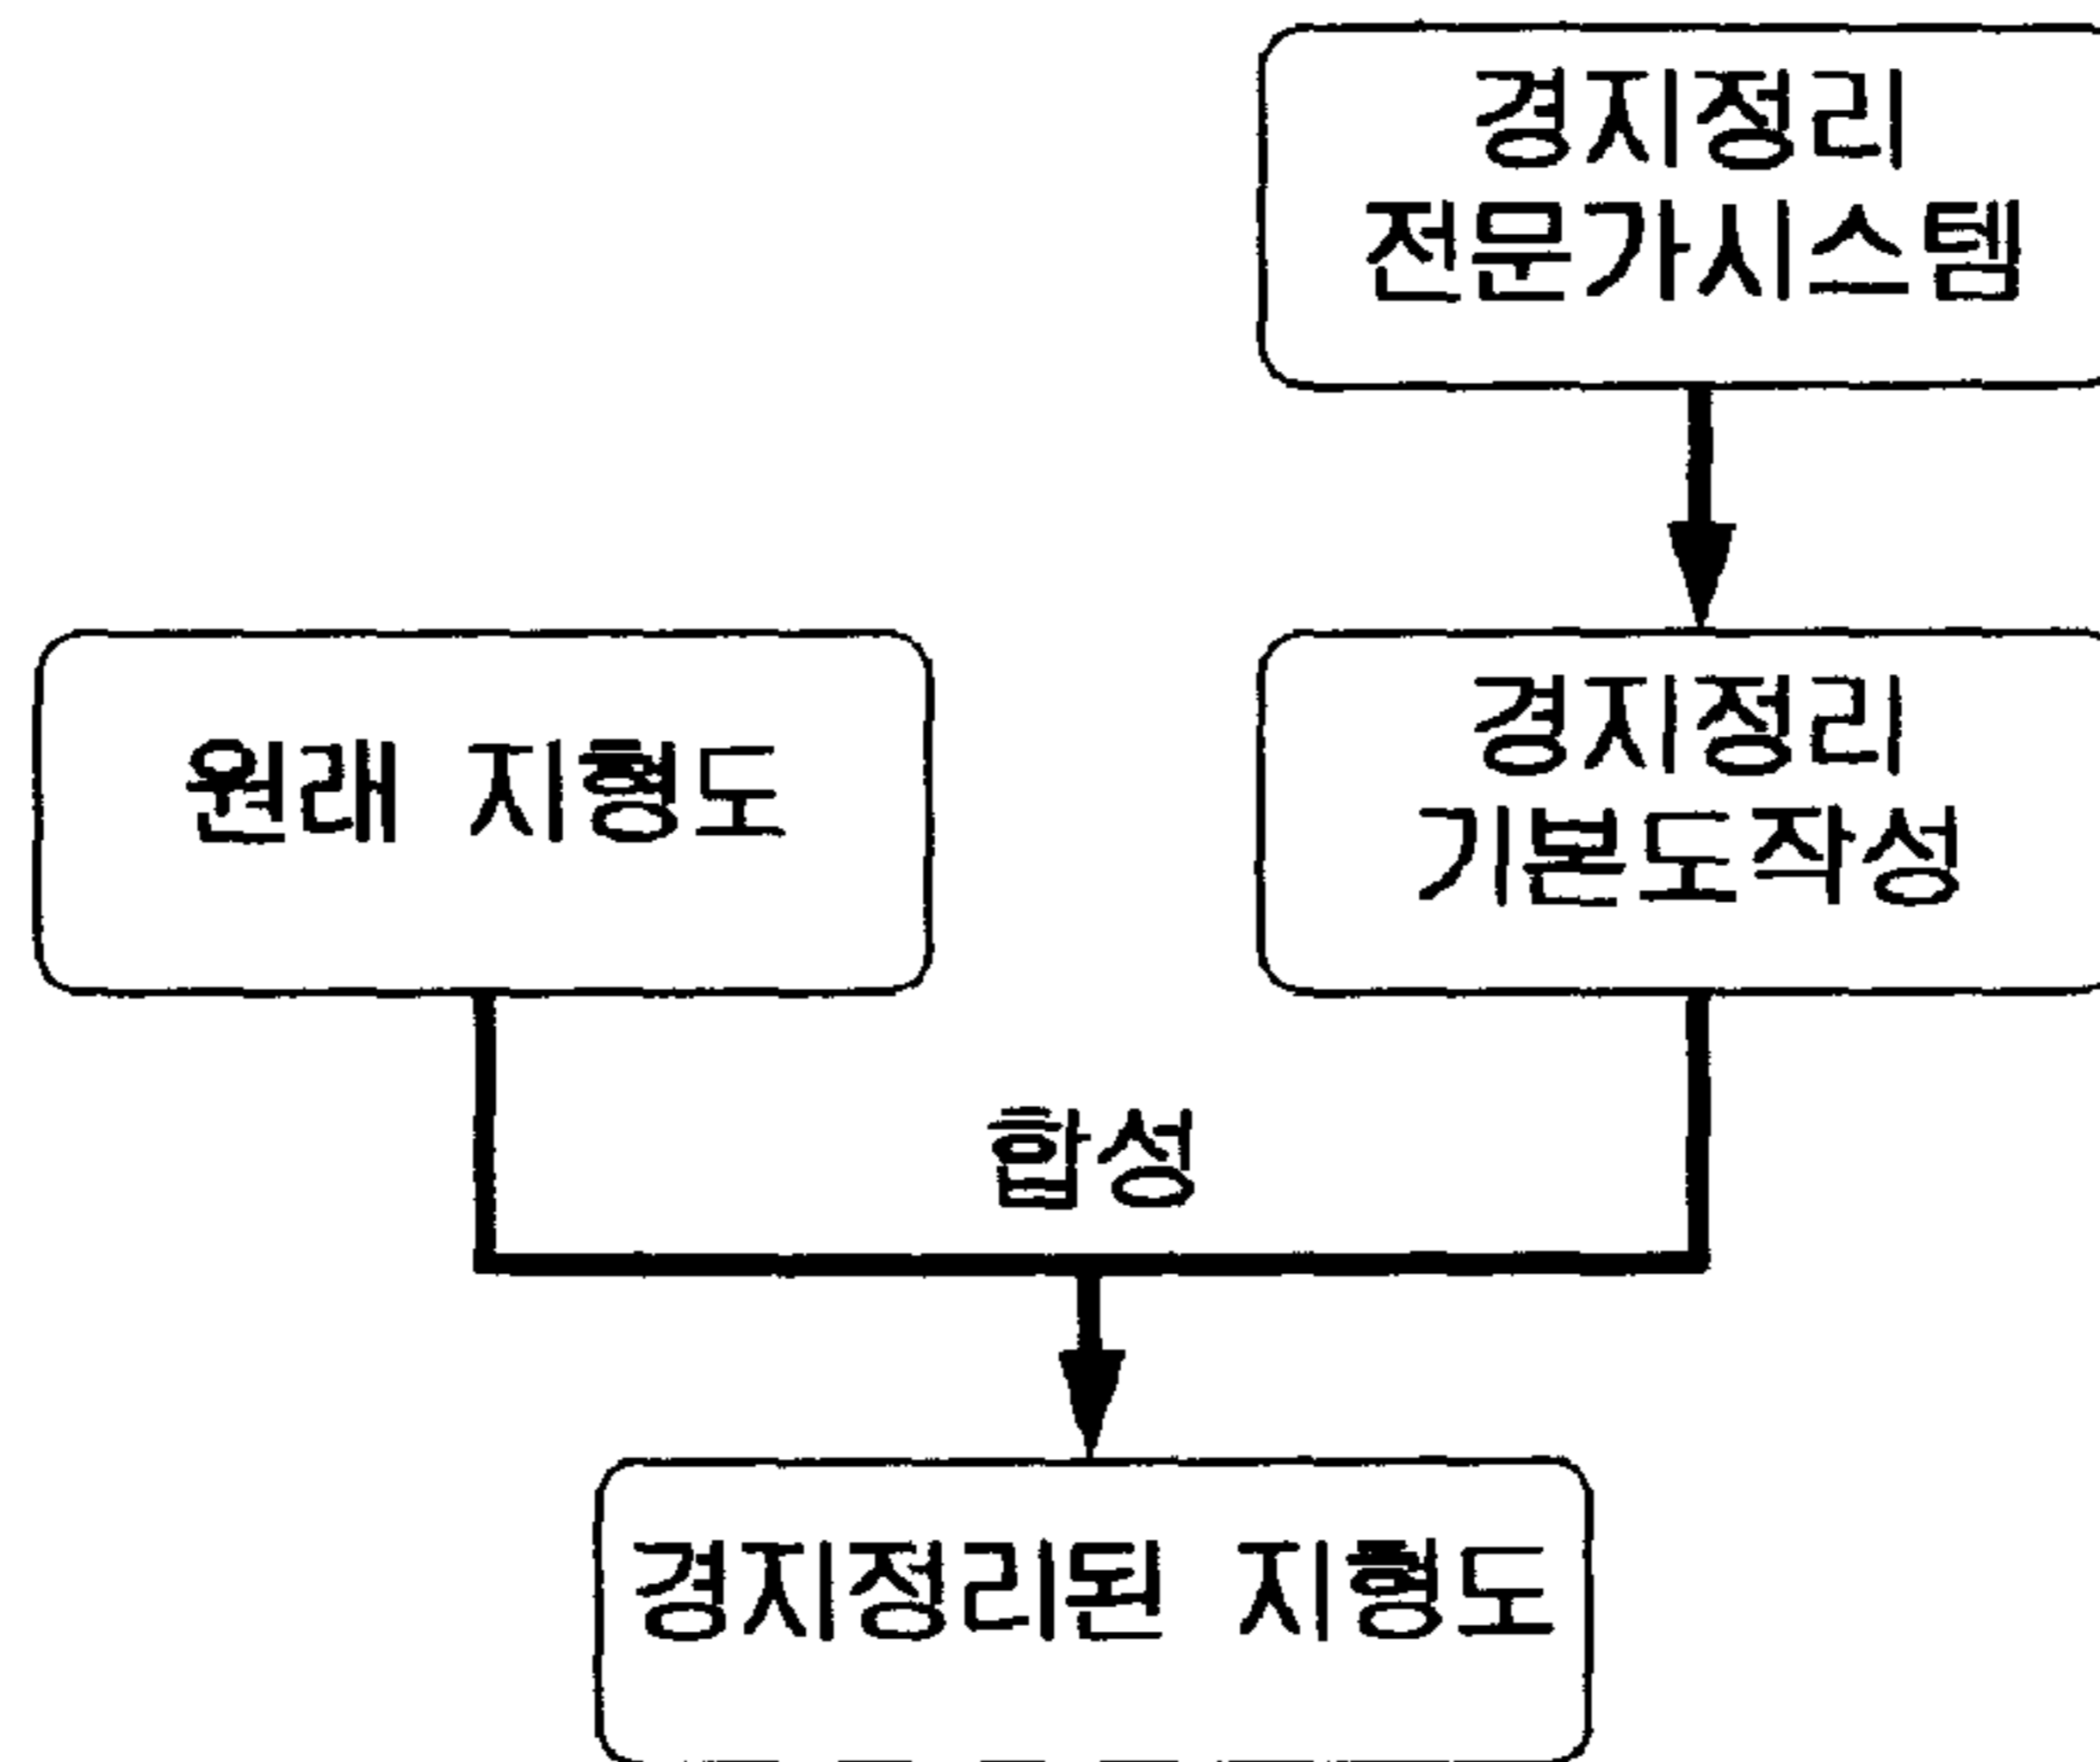 경지정리
전문가시스템
원래 지형도
경지정리
기본도작성
합성
경지정리된 지형도